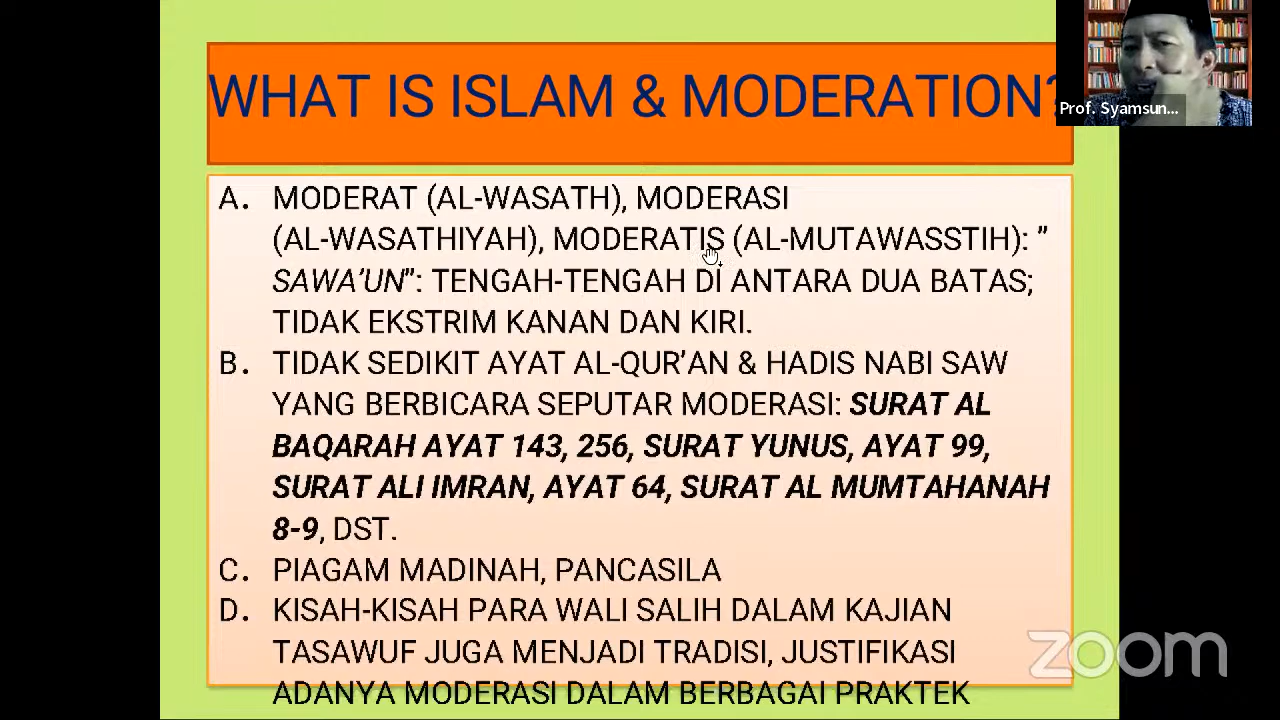 WHAT IS ISLAM & MODERATION?
Prof. Syamsun...
A. MODERAT (AL-WASATH), MODERASI
(AL-WASATHIYAH), MODERATIS (AL-MUTAWASSTIH): ”
SAWA’UN”: TENGAH-TENGAH DI ANTARA DUA BATAS;
TIDAK EKSTRIM KANAN DAN KIRI.
B. TIDAK SEDIKIT AYAT AL-QUR’AN & HADIS NABI SAW
YANG BERBICARA SEPUTAR MODERASI: SURAT AL
BAQARAH AYAT 143, 256, SURAT YUNUS, AYAT 99,
SURAT ALI IMRAN, AYAT 64, SURAT AL MUMTAHANAH
8-9, DST.
C. PIAGAM MADINAH, PANCASILA
D. KISAH-KISAH PARA WALI SALIH DALAM KAJIAN
TASAWUF JUGA MENJADI TRADISI, JUSTIFIKASI
ADANYA MODERASI DALAM BERBAGAI PRAKTEK
zoom